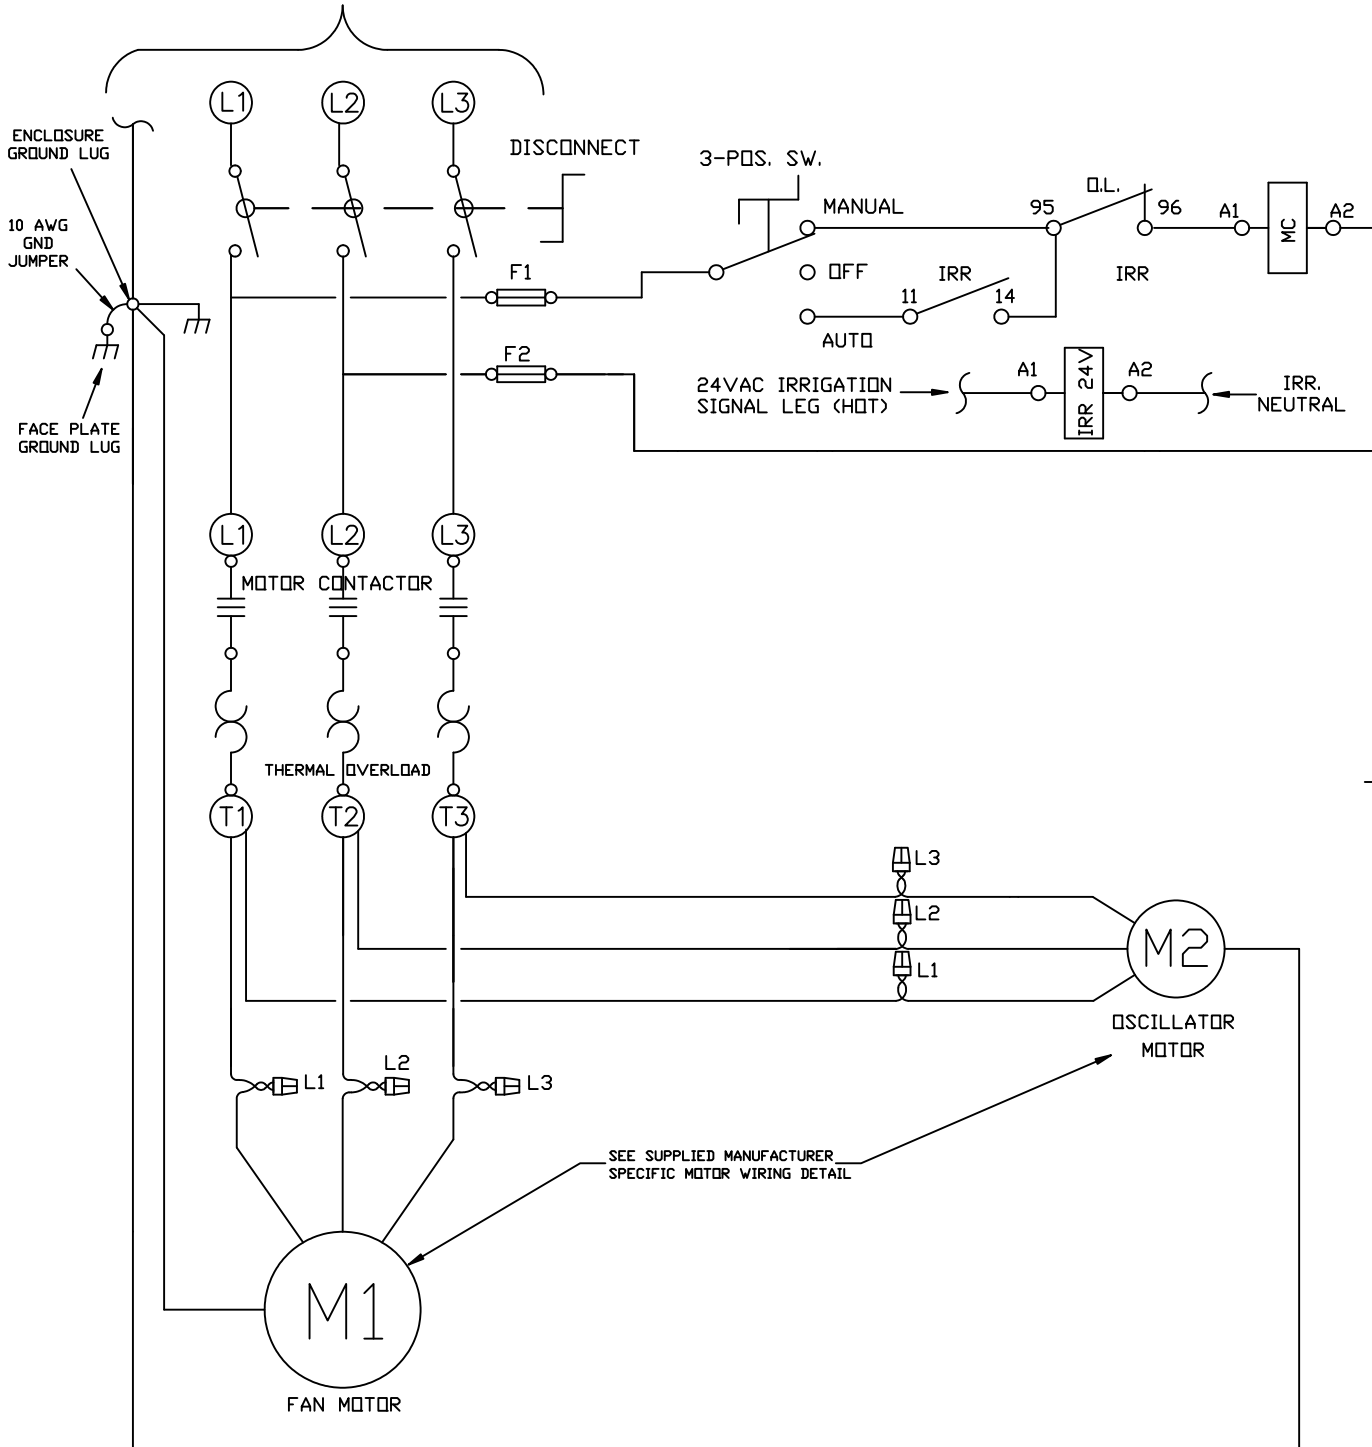 L1 L2 L3
DISCONNECT
ENCLOSURE
GROUND LUG
10 AWG
GND
JUMPER
FACE PLATE
GROUND LUG
3-POS. SW.
MANUAL
OFF
AUTO
F1
F2
IRR
11 14
95 O.L. 96
IRR
A1 MC A2
24VAC IRRIGATION
SIGNAL LEG (HOT)
A1 IRR 24V A2
IRR.
NEUTRAL
L1 L2 L3
MOTOR CONTACTOR
THERMAL OVERLOAD
T1 T2 T3
L3
L2
L1
M2
OSCILLATOR
MOTOR
L1 L2 L3
SEE SUPPLIED MANUFACTURER
SPECIFIC MOTOR WIRING DETAIL
M1
FAN MOTOR